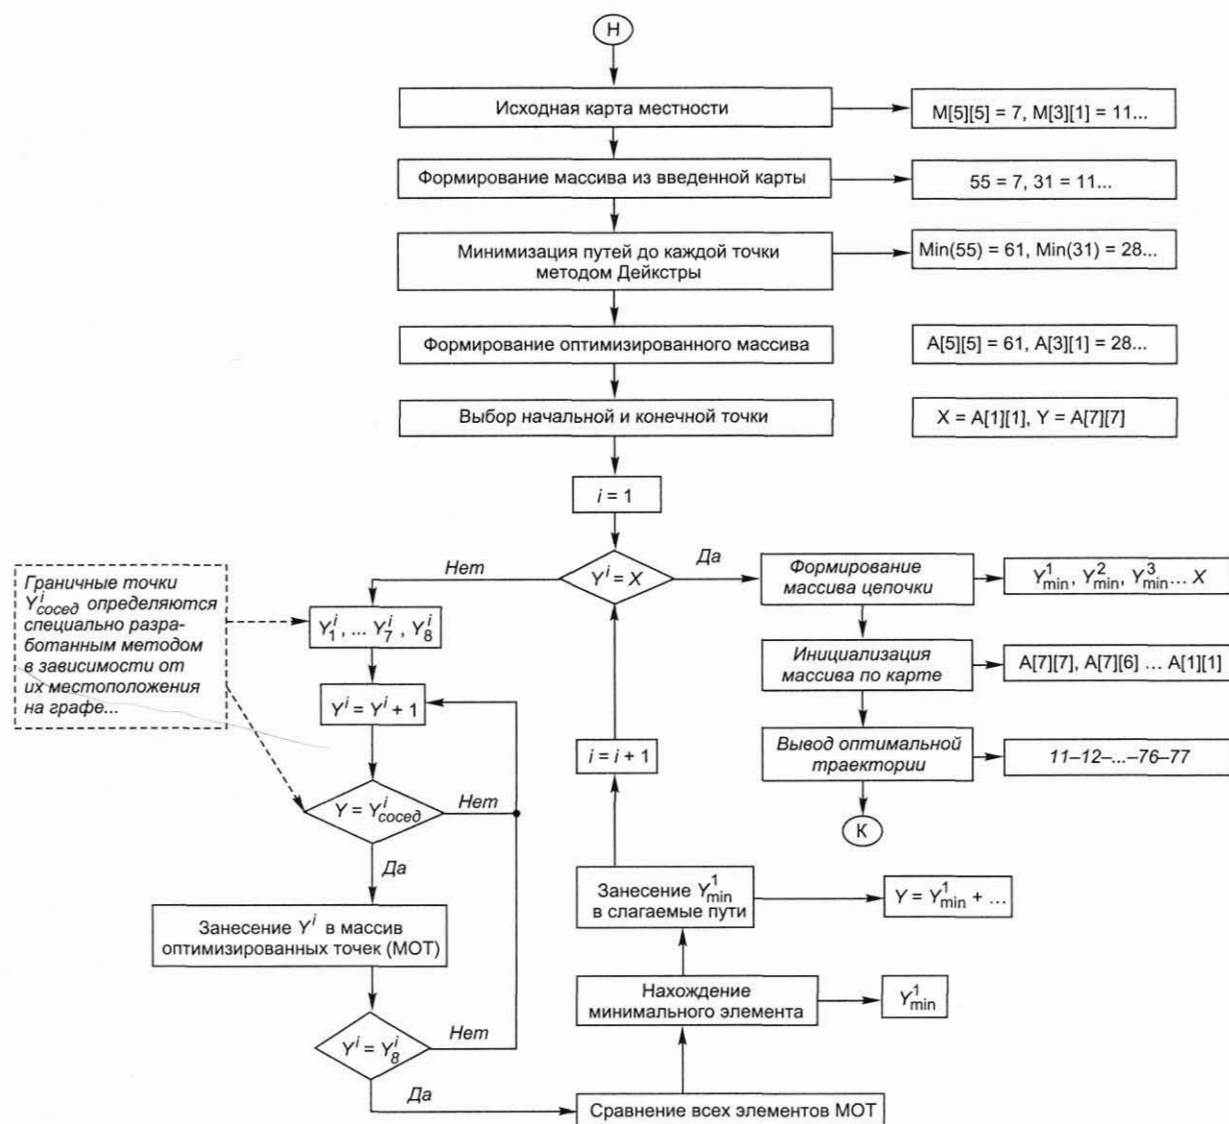 Н
Исходная карта местности
M[5][5] = 7, M[3][1] = 11...
Формирование массива из введенной карты
55 = 7, 31 = 11...
Минимизация путей до каждой точки
методом Дейкстры
Min(55) = 61, Min(31) = 28...
Формирование оптимизированного массива
A[5][5] = 61, A[3][1] = 28...
Выбор начальной и конечной точки
X = A[1][1], Y = A[7][7]
i = 1
Нет
Y^i = X
Да
Граничные точки
Y^i_сосед определяются
специально разра-
ботанным методом
в зависимости от
их местоположения
на графе...
Y^i_1, ... Y^i_7, Y^i_8
Y^i = Y^i + 1
Y = Y^i_сосед
Нет
Да
Занесение Y^i в массив
оптимизированных точек (МОТ)
Y^i = Y^i_8
Нет
Да
Сравнение всех элементов МОТ
Нахождение
минимального элемента
Y^1_min
Занесение Y^1_min
в слагаемые пути
Y = Y^1_min + ...
i = i + 1
Формирование
массива цепочки
Y^1_min, Y^2_min, Y^3_min... X
Инициализация
массива по карте
A[7][7], A[7][6] ... A[1][1]
Вывод оптимальной
траектории
11–12–...–76–77
К